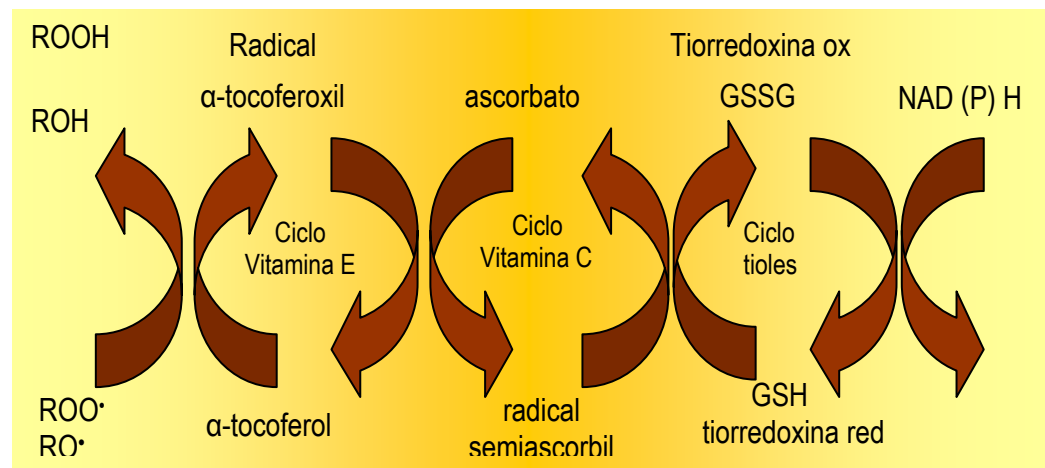 ROOH
ROH
Radical
α-tocoferoxil
ascorbato
Tiorredoxina ox
GSSG
NAD (P) H
Ciclo
Vitamina E
Ciclo
Vitamina C
Ciclo
tioles
ROO•
RO•
α-tocoferol
radical
semiascorbil
GSH
tiorredoxina red